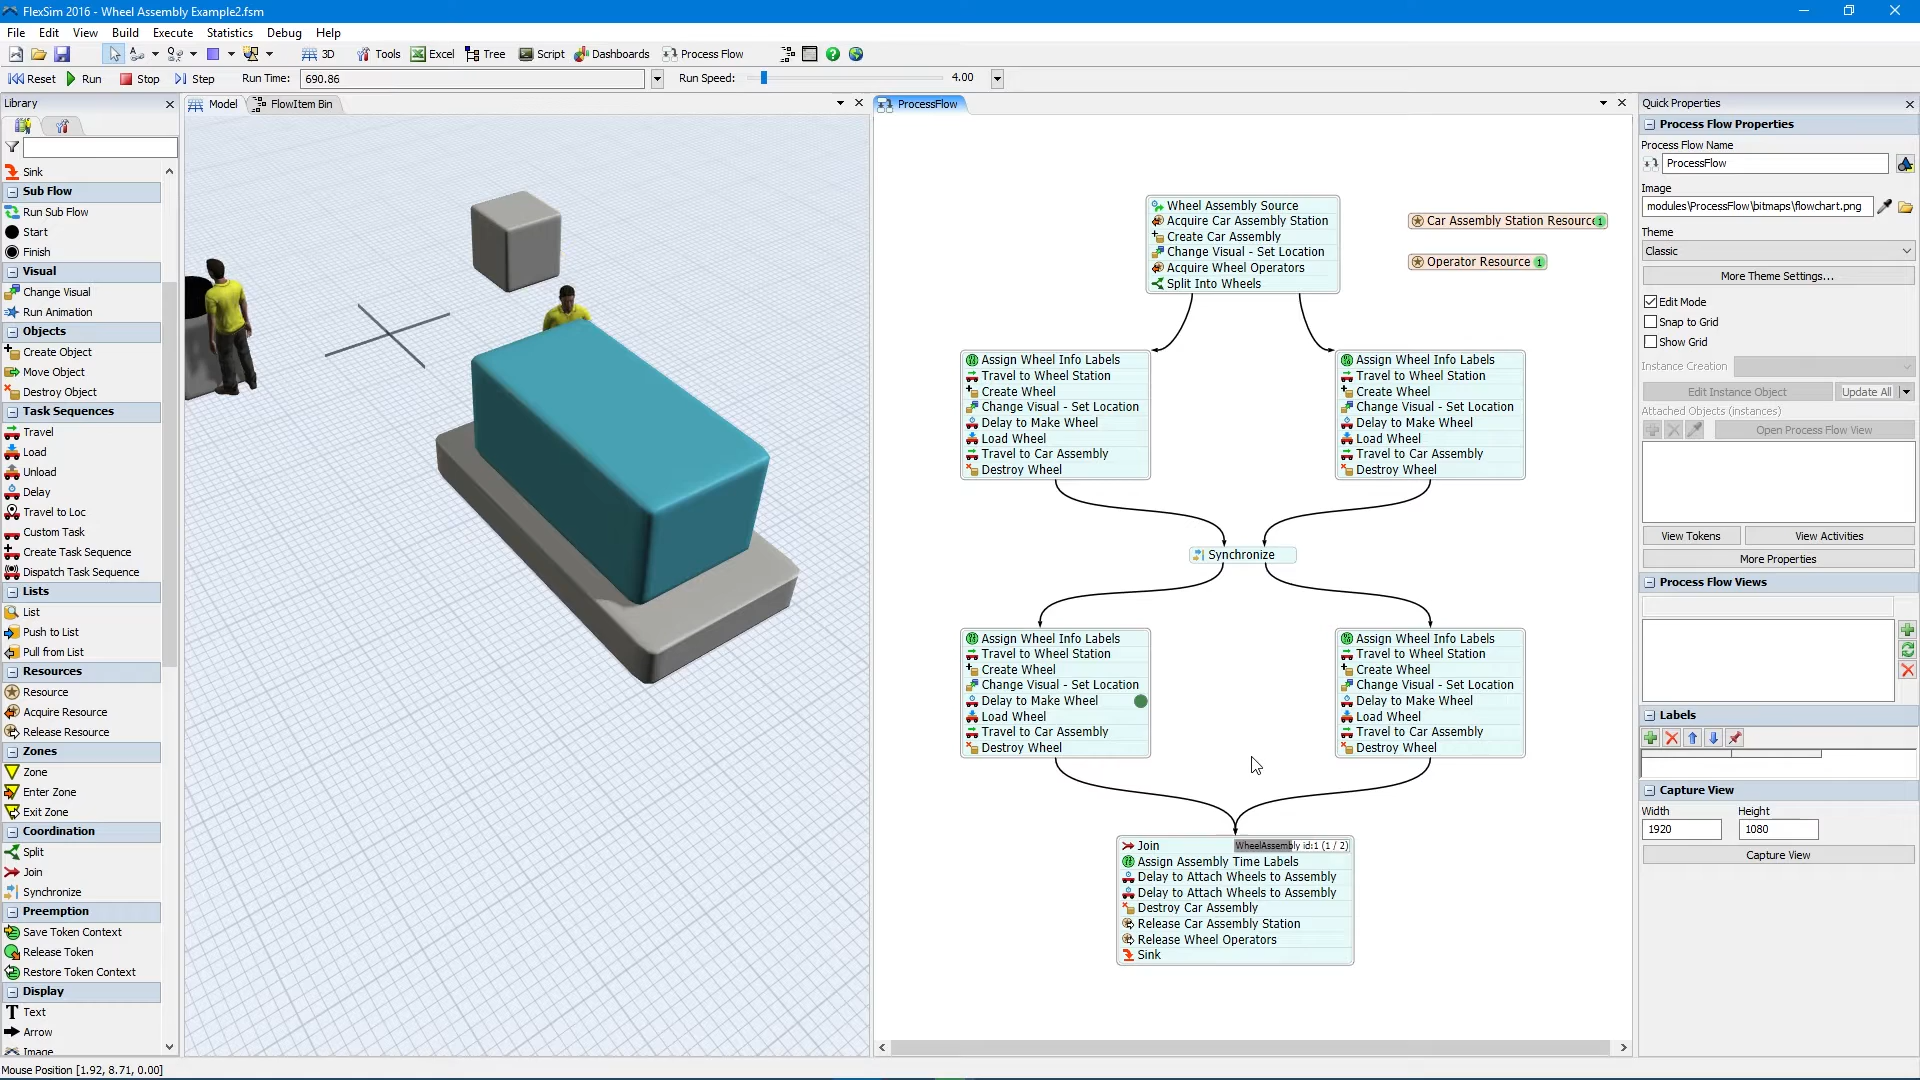 FlexSim 2016 - Wheel Assembly Example2.fsm
File Edit View Build Execute Statistics Debug Help
3D Tools Excel Tree Script Dashboards Process Flow
Reset Run Stop Step Run Time: 690.86 Run Speed: 4.00
Library
Sink
Sub Flow
Run Sub Flow
Start
Finish
Visual
Change Visual
Run Animation
Objects
Create Object
Move Object
Destroy Object
Task Sequences
Travel
Load
Unload
Delay
Travel to Loc
Custom Task
Create Task Sequence
Dispatch Task Sequence
Lists
List
Push to List
Pull from List
Resources
Resource
Acquire Resource
Release Resource
Zones
Zone
Enter Zone
Exit Zone
Coordination
Split
Join
Synchronize
Preemption
Save Token Context
Release Token
Restore Token Context
Display
Text
Arrow
Image
Model FlowItem Bin
ProcessFlow
Wheel Assembly Source
Acquire Car Assembly Station
Create Car Assembly
Change Visual - Set Location
Acquire Wheel Operators
Split Into Wheels
Car Assembly Station Resource 1
Operator Resource 1
Assign Wheel Info Labels
Travel to Wheel Station
Create Wheel
Change Visual - Set Location
Delay to Make Wheel
Load Wheel
Travel to Car Assembly
Destroy Wheel
Assign Wheel Info Labels
Travel to Wheel Station
Create Wheel
Change Visual - Set Location
Delay to Make Wheel
Load Wheel
Travel to Car Assembly
Destroy Wheel
Synchronize
Assign Wheel Info Labels
Travel to Wheel Station
Create Wheel
Change Visual - Set Location
Delay to Make Wheel
Load Wheel
Travel to Car Assembly
Destroy Wheel
Assign Wheel Info Labels
Travel to Wheel Station
Create Wheel
Change Visual - Set Location
Delay to Make Wheel
Load Wheel
Travel to Car Assembly
Destroy Wheel
Join WheelAssembly id:1 (1 / 2)
Assign Assembly Time Labels
Delay to Attach Wheels to Assembly
Delay to Attach Wheels to Assembly
Destroy Car Assembly
Release Car Assembly Station
Release Wheel Operators
Sink
Quick Properties
Process Flow Properties
Process Flow Name
ProcessFlow
Image
modules\ProcessFlow\bitmaps\flowchart.png
Theme
Classic
More Theme Settings...
Edit Mode
Snap to Grid
Show Grid
Instance Creation
Edit Instance Object Update All
Attached Objects (instances)
Open Process Flow View
View Tokens View Activities
More Properties
Process Flow Views
Labels
Capture View
Width Height
1920 1080
Capture View
Mouse Position [1.92, 8.71, 0.00]